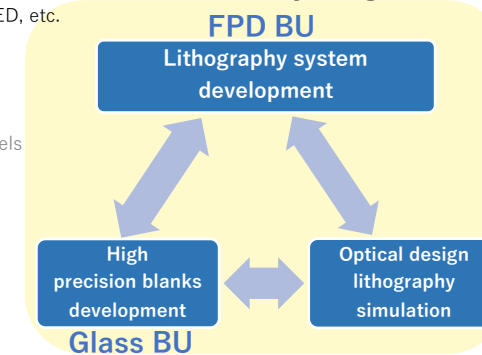 ED, etc.
FPD BU
Lithography system
development
els
High
precision blanks
development
Optical design
lithography
simulation
Glass BU